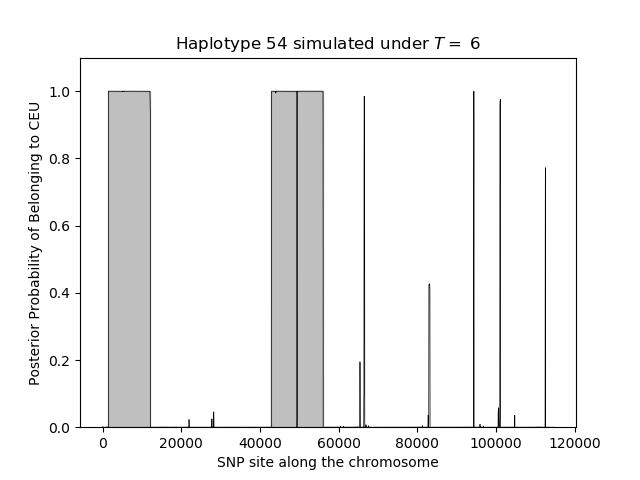 Haplotype 54 simulated under T = 6
Posterior Probability of Belonging to CEU
1.0
0.8
0.6
0.4
0.2
0.0
0 20000 40000 60000 80000 100000 120000
SNP site along the chromosome